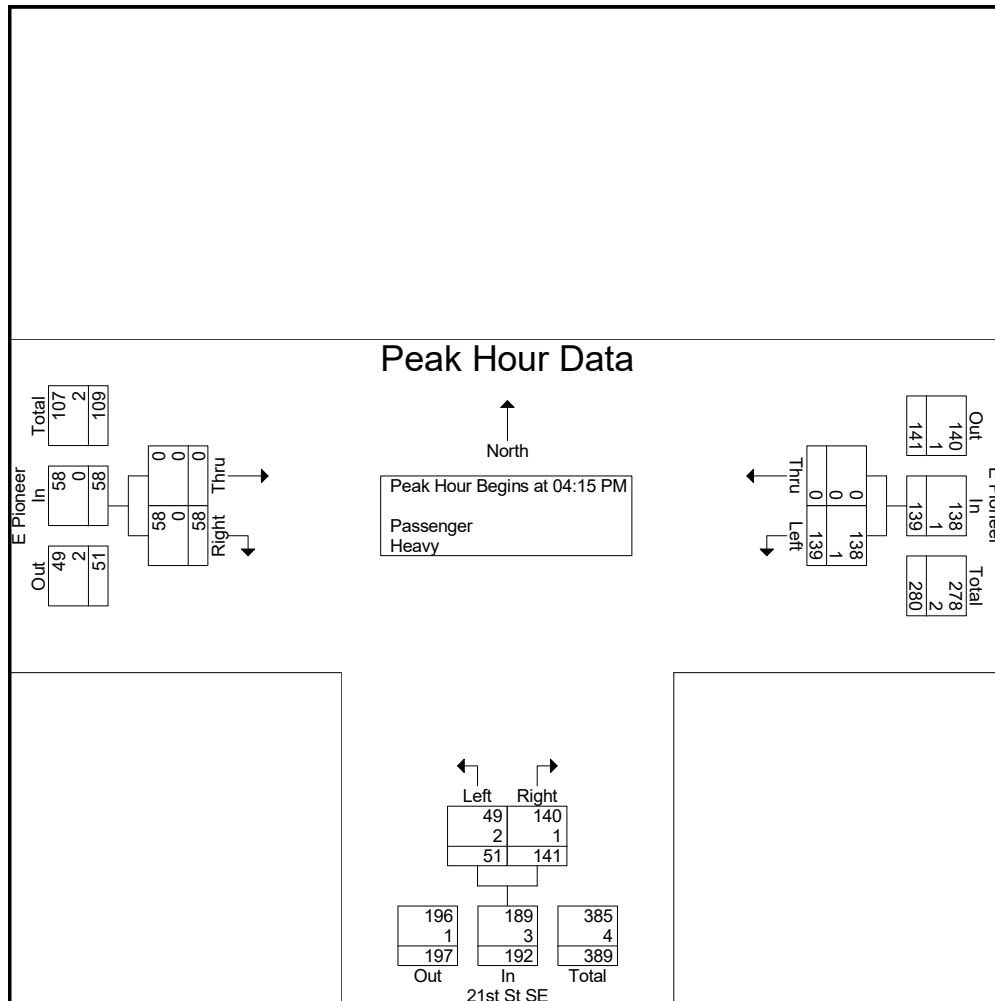 Peak Hour Data
North
Peak Hour Begins at 04:15 PM
Passenger
Heavy
Total
107
2
109
E Pioneer
In
58
0
58
Out
49
2
51
Thru
0
0
0
Right
58
0
58
Out
140
1
141
E Pioneer
In
138
1
139
Total
278
2
280
Thru
0
0
0
Left
138
1
139
Left Right
49 140
2 1
51 141
196 189 385
1 3 4
197 192 389
Out In Total
21st St SE